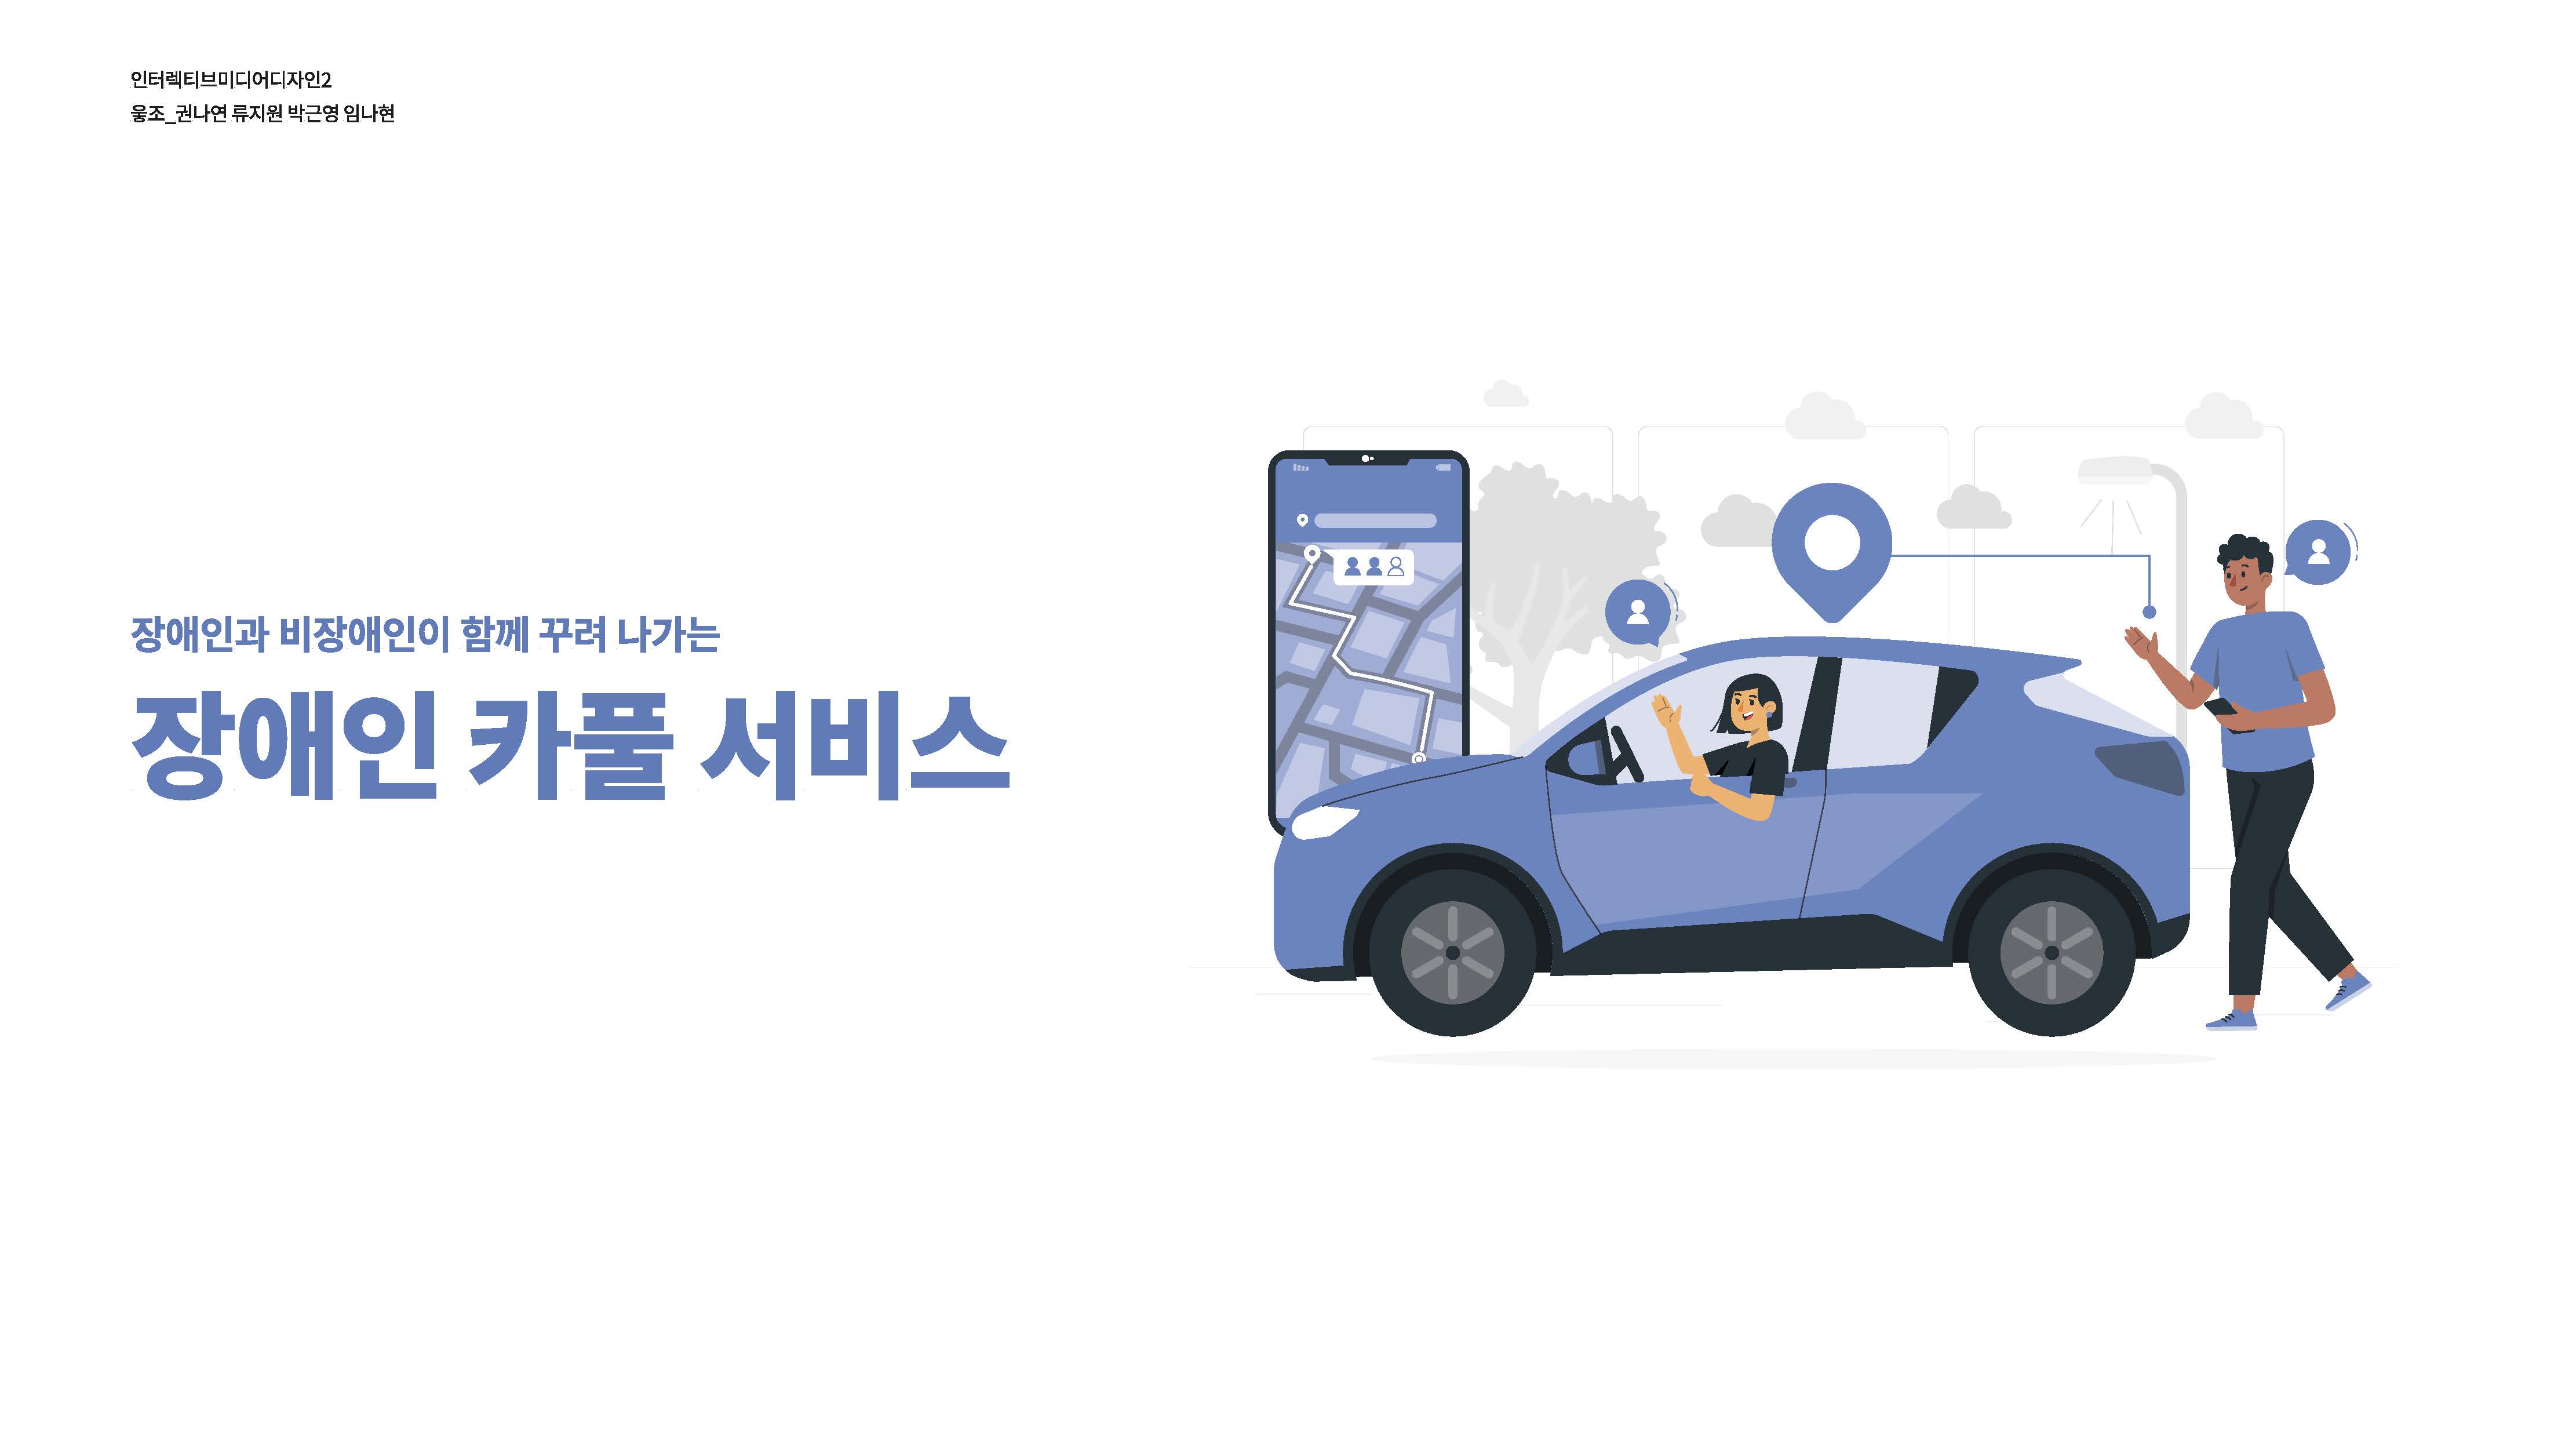 인터렉티브미디어디자인2
웋조_권나연 류지원 박근영 임나현
장애인과 비장애인이 함께 꾸려 나가는
장애인 카풀 서비스